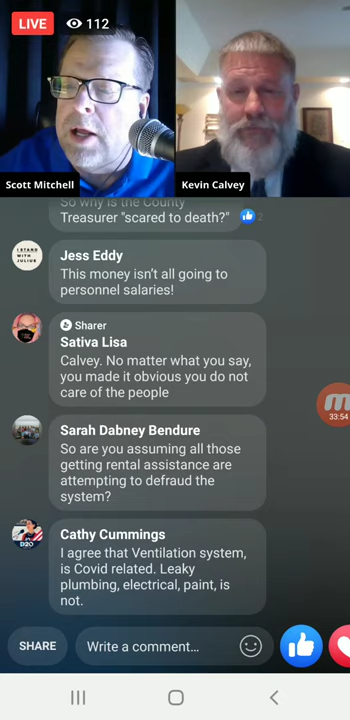 LIVE 112
Scott Mitchell
Kevin Calvey
So why is the County
Treasurer "scared to death?" 2
I STAND
WITH
JULIUS
Jess Eddy
This money isn't all going to
personnel salaries!
Sharer
Sativa Lisa
Calvey. No matter what you say,
you made it obvious you do not
care of the people
33:54
Sarah Dabney Bendure
So are you assuming all those
getting rental assistance are
attempting to defraud the
system?
Cathy Cummings
I agree that Ventilation system,
is Covid related. Leaky
plumbing, electrical, paint, is
not.
SHARE
Write a comment...